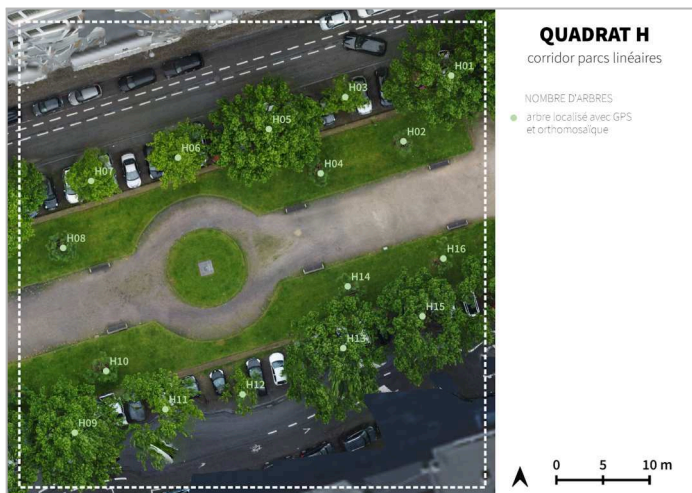 QUADRAT H
corridor parcs linéaires
NOMBRE D'ARBRES
arbre localisé avec GPS
et orthomosaïque
H01
H03
H05
H02
H06
H04
H07
H08
H16
H14
H15
H13
H10
H12
H11
H09
0 5 10 m